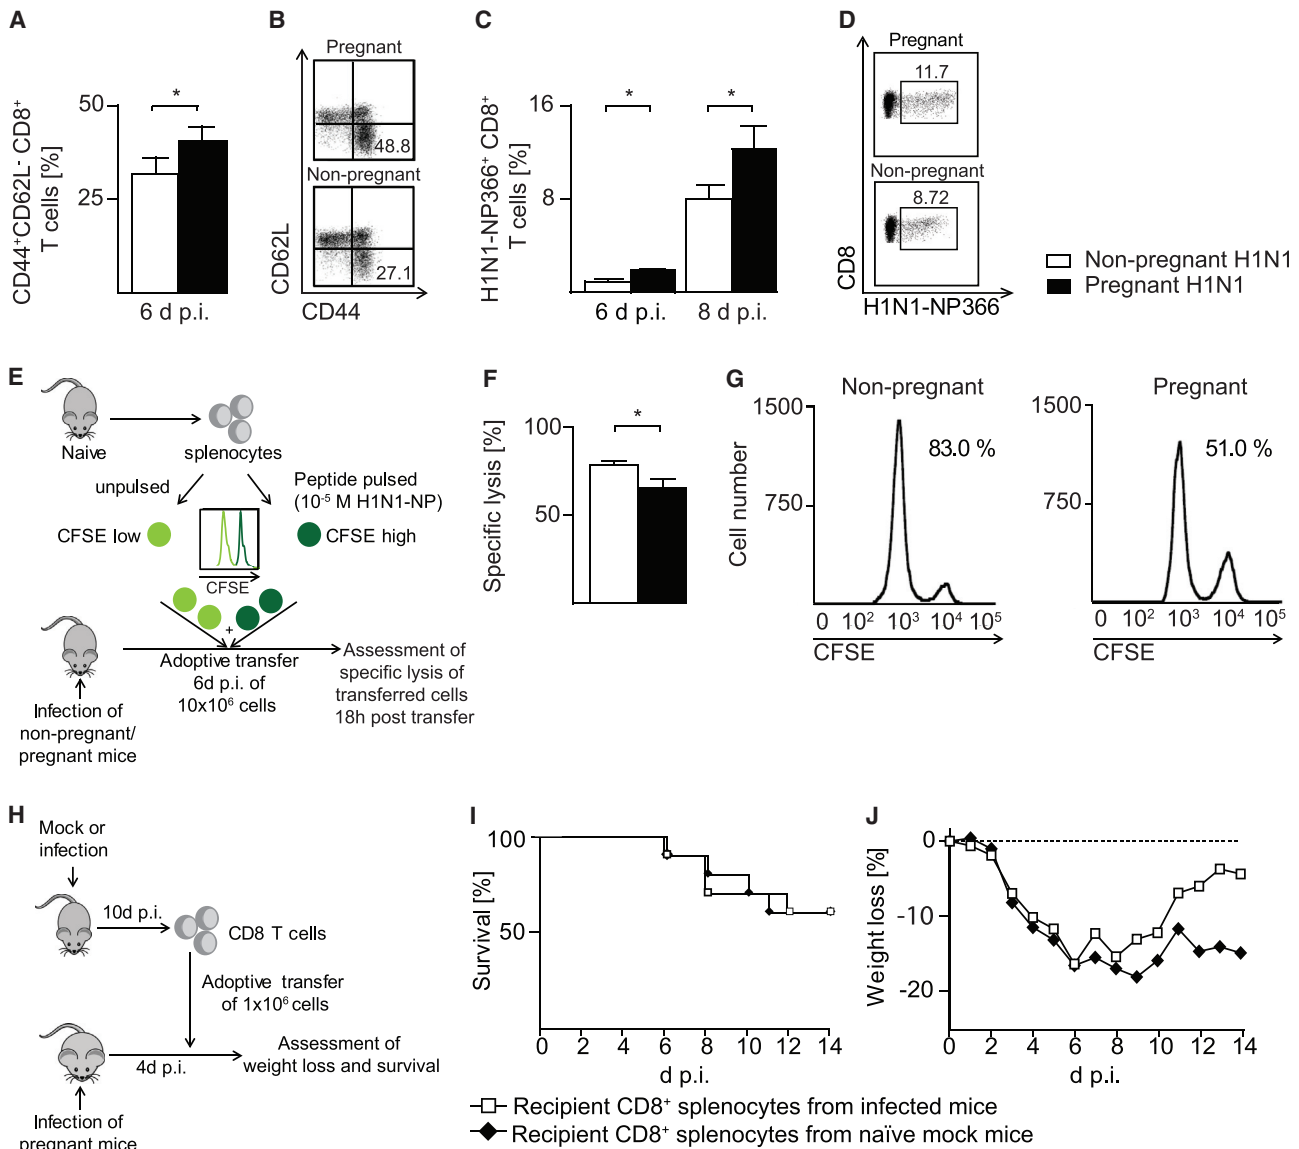 A
CD44⁺CD62L⁻ CD8⁺
T cells [%]
50
25
*
6 d p.i.
B
Pregnant
48.8
Non-pregnant
27.1
CD62L
CD44
C
H1N1-NP366⁺ CD8⁺
T cells [%]
16
8
*
*
6 d p.i.
8 d p.i.
D
Pregnant
11.7
Non-pregnant
8.72
CD8
H1N1-NP366
Non-pregnant H1N1
Pregnant H1N1
E
Naive
splenocytes
unpulsed
Peptide pulsed
(10⁻⁵ M H1N1-NP)
CFSE low
CFSE high
CFSE
+
Adoptive transfer
6d p.i. of
10x10⁶ cells
Assessment of
specific lysis of
transferred cells
18h post transfer
Infection of
non-pregnant/
pregnant mice
F
Specific lysis [%]
100
50
*
G
Non-pregnant
1500
750
83.0 %
Cell number
0 10² 10³ 10⁴ 10⁵
CFSE
Pregnant
1500
750
51.0 %
0 10² 10³ 10⁴ 10⁵
CFSE
H
Mock or
infection
10d p.i.
CD8 T cells
Adoptive transfer
of 1x10⁶ cells
4d p.i.
Assessment of
weight loss and survival
Infection of
pregnant mice
I
Survival [%]
100
50
0 2 4 6 8 10 12 14
d p.i.
J
Weight loss [%]
0
-10
-20
0 2 4 6 8 10 12 14
d p.i.
Recipient CD8⁺ splenocytes from infected mice
Recipient CD8⁺ splenocytes from naïve mock mice